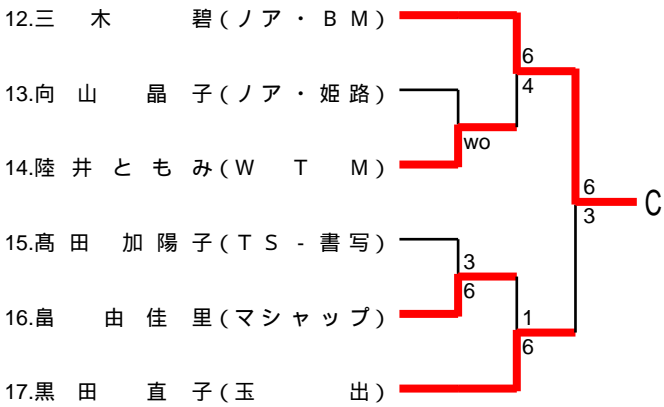 12.三木 碧(ノア・BM)
6
4
13.向山 晶子(ノア・姫路)
wo
14.陸井ともみ(WTM)
6
3
C
15.髙田 加陽子(TS-書写)
3
6
16.畠 由佳里(マシャップ)
1
6
17.黒田 直子(玉出)